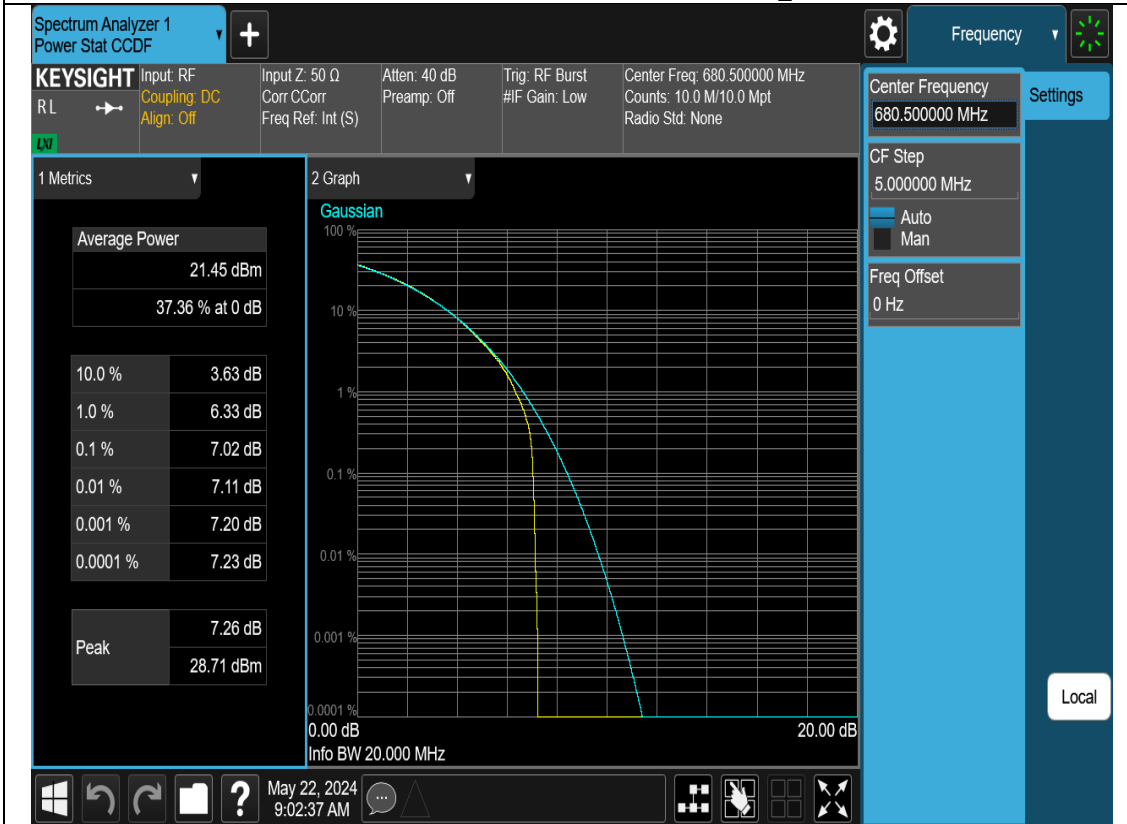 Spectrum Analyzer 1
Power Stat CCDF
Frequency
KEYSIGHT
R L
LXI
Input: RF
Coupling: DC
Align: Off
Input Z: 50 Ω
Corr CCorr
Freq Ref: Int (S)
Atten: 40 dB
Preamp: Off
Trig: RF Burst
#IF Gain: Low
Center Freq: 680.500000 MHz
Counts: 10.0 M/10.0 Mpt
Radio Std: None
Center Frequency
680.500000 MHz
Settings
CF Step
5.000000 MHz
Auto
Man
Freq Offset
0 Hz
Local
1 Metrics
Average Power
21.45 dBm
37.36 % at 0 dB
10.0 % 3.63 dB
1.0 % 6.33 dB
0.1 % 7.02 dB
0.01 % 7.11 dB
0.001 % 7.20 dB
0.0001 % 7.23 dB
Peak 7.26 dB
28.71 dBm
2 Graph
Gaussian
100 %
10 %
1 %
0.1 %
0.01 %
0.001 %
0.0001 %
0.00 dB 20.00 dB
Info BW 20.000 MHz
?
May 22, 2024
9:02:37 AM